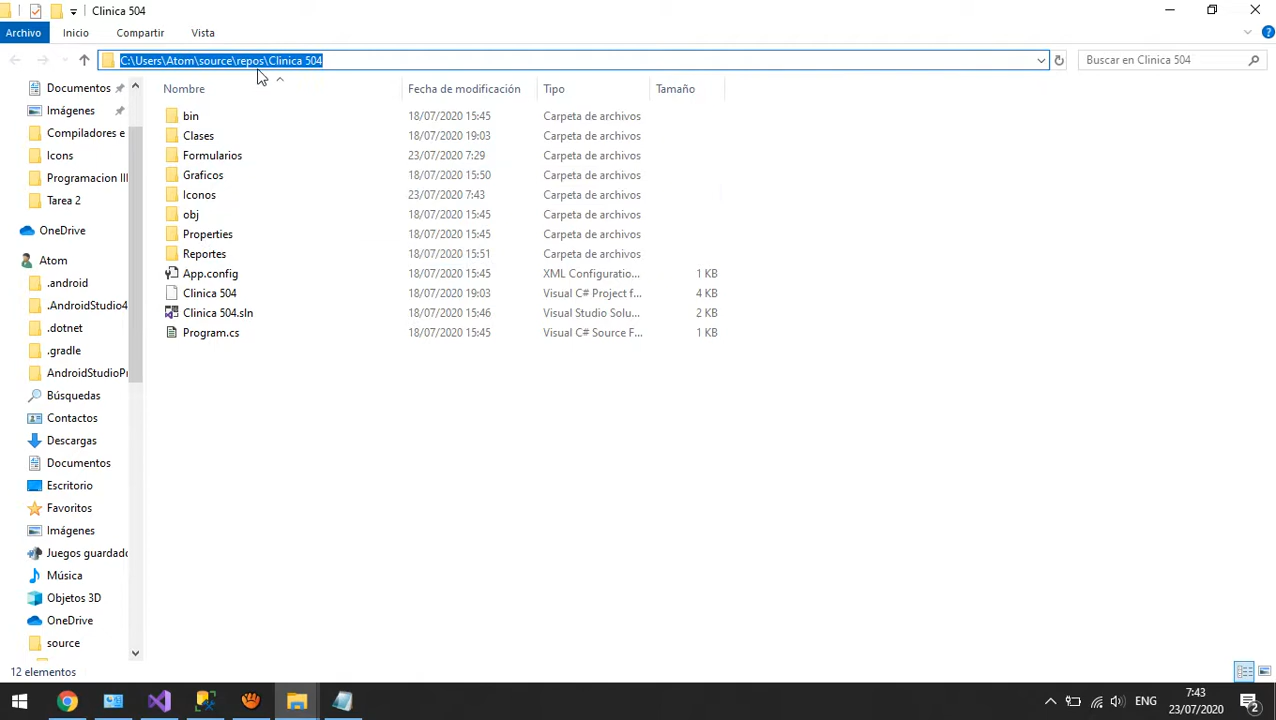 Clinica 504
Archivo Inicio Compartir Vista
C:\Users\Atom\source\repos\Clinica 504
Buscar en Clinica 504
Nombre Fecha de modificación Tipo Tamaño
Documentos
Imágenes
Compiladores e
Icons
Programacion III
Tarea 2
OneDrive
Atom
.android
.AndroidStudio4
.dotnet
.gradle
AndroidStudioPr
Búsquedas
Contactos
Descargas
Documentos
Escritorio
Favoritos
Imágenes
Juegos guardado
Música
Objetos 3D
OneDrive
source
bin 18/07/2020 15:45 Carpeta de archivos
Clases 18/07/2020 19:03 Carpeta de archivos
Formularios 23/07/2020 7:29 Carpeta de archivos
Graficos 18/07/2020 15:50 Carpeta de archivos
Iconos 23/07/2020 7:43 Carpeta de archivos
obj 18/07/2020 15:45 Carpeta de archivos
Properties 18/07/2020 15:45 Carpeta de archivos
Reportes 18/07/2020 15:51 Carpeta de archivos
App.config 18/07/2020 15:45 XML Configuratio... 1 KB
Clinica 504 18/07/2020 19:03 Visual C# Project f... 4 KB
Clinica 504.sln 18/07/2020 15:46 Visual Studio Solu... 2 KB
Program.cs 18/07/2020 15:45 Visual C# Source F... 1 KB
12 elementos
ENG
7:43
23/07/2020
2